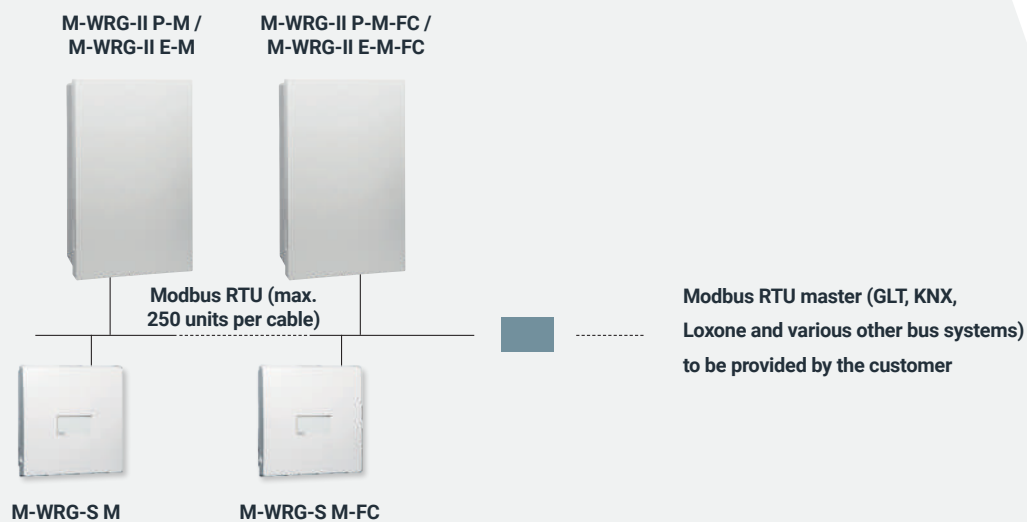 M-WRG-II P-M /
M-WRG-II E-M
M-WRG-II P-M-FC /
M-WRG-II E-M-FC
Modbus RTU (max.
250 units per cable)
Modbus RTU master (GLT, KNX,
Loxone and various other bus systems)
to be provided by the customer
M-WRG-S M
M-WRG-S M-FC